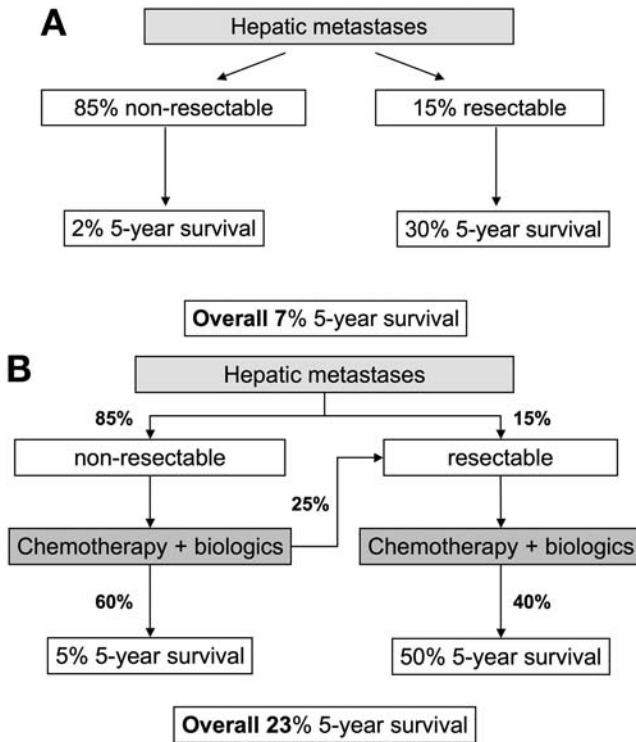 A
Hepatic metastases
85% non-resectable
15% resectable
2% 5-year survival
30% 5-year survival
Overall 7% 5-year survival
B
Hepatic metastases
85%
15%
non-resectable
resectable
25%
Chemotherapy + biologics
Chemotherapy + biologics
60%
40%
5% 5-year survival
50% 5-year survival
Overall 23% 5-year survival